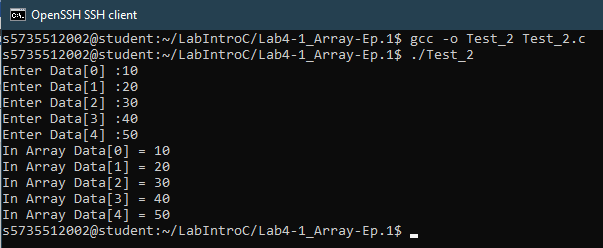 OpenSSH SSH client
s5735512002@student:~/LabIntroC/Lab4-1_Array-Ep.1$ gcc -o Test_2 Test_2.c
s5735512002@student:~/LabIntroC/Lab4-1_Array-Ep.1$ ./Test_2
Enter Data[0] :10
Enter Data[1] :20
Enter Data[2] :30
Enter Data[3] :40
Enter Data[4] :50
In Array Data[0] = 10
In Array Data[1] = 20
In Array Data[2] = 30
In Array Data[3] = 40
In Array Data[4] = 50
s5735512002@student:~/LabIntroC/Lab4-1_Array-Ep.1$